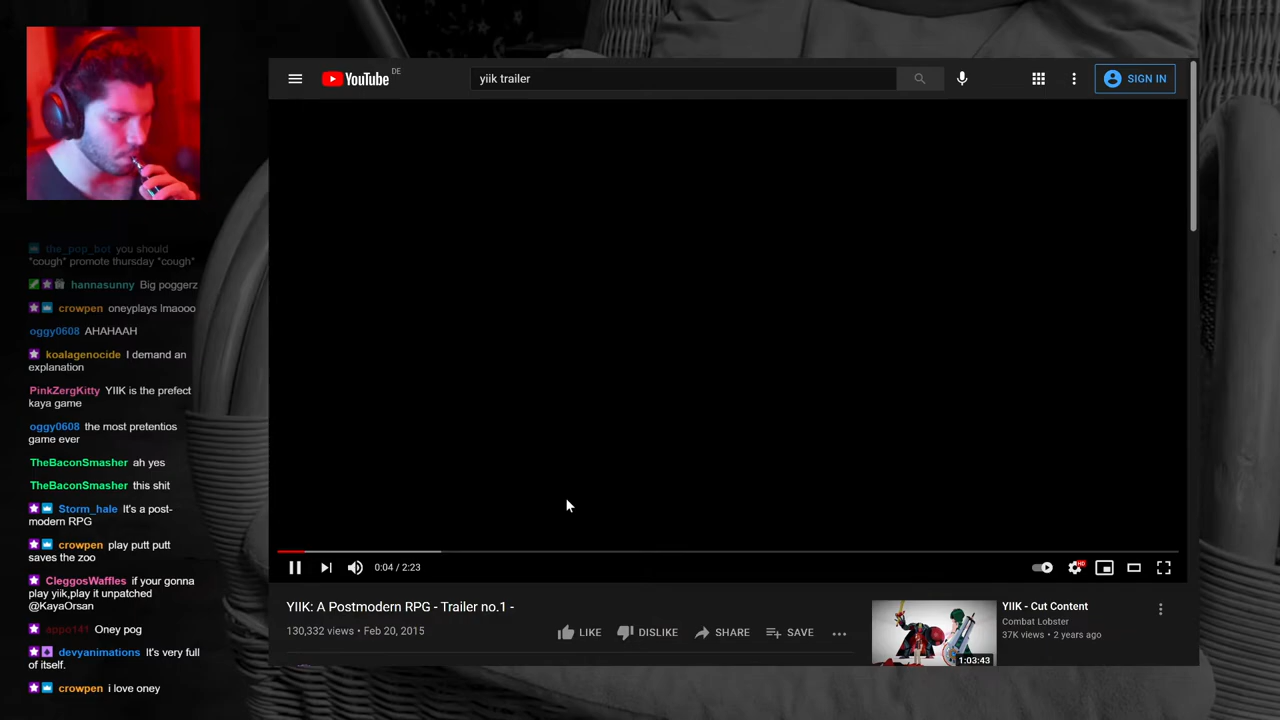 YouTube DE
yiik trailer
SIGN IN
the_pop_bot you should
*cough* promote thursday *cough*
hannasunny Big poggerz
crowpen oneyplays lmaooo
oggy0608 AHAHAAH
koalagenocide I demand an
explanation
PinkZergKitty YIIK is the prefect
kaya game
oggy0608 the most pretentios
game ever
TheBaconSmasher ah yes
TheBaconSmasher this shit
Storm_hale It's a post-
modern RPG
crowpen play putt putt
saves the zoo
CleggosWaffles if your gonna
play yiik,play it unpatched
@KayaOrsan
appo141 Oney pog
devyanimations It's very full
of itself.
crowpen i love oney
0:04 / 2:23
HD
YIIK: A Postmodern RPG - Trailer no.1 -
130,332 views • Feb 20, 2015
LIKE
DISLIKE
SHARE
SAVE
YIIK - Cut Content
Combat Lobster
37K views • 2 years ago
1:03:43